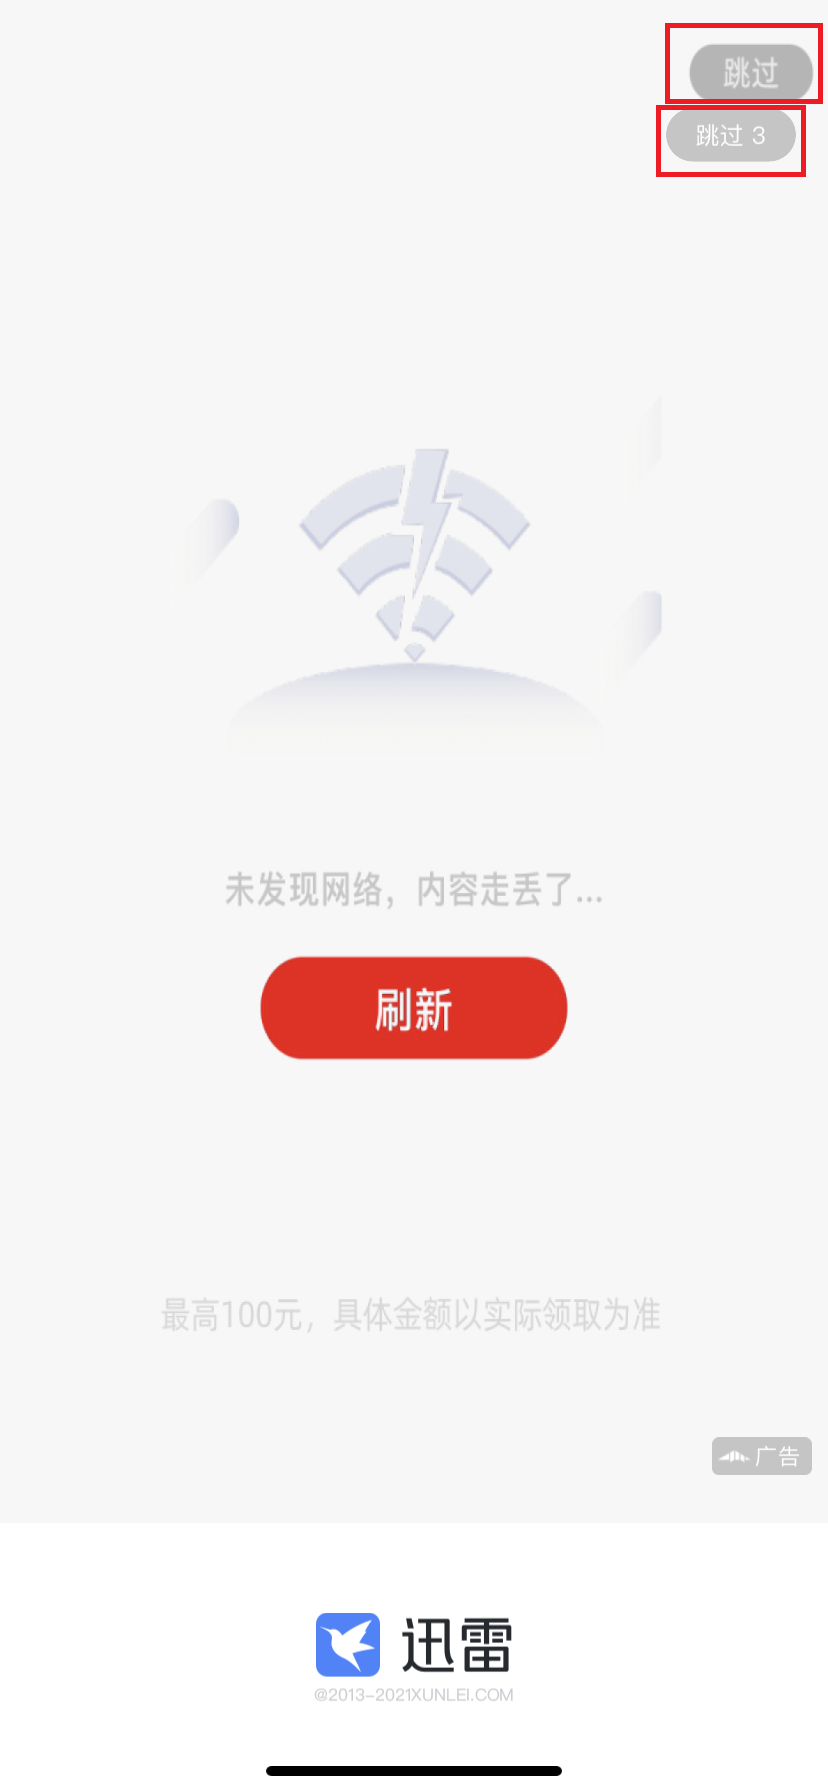 跳过
跳过 3
未发现网络，内容走丢了...
刷新
最高100元，具体金额以实际领取为准
广告
迅雷
@2013-2021XUNLEI.COM